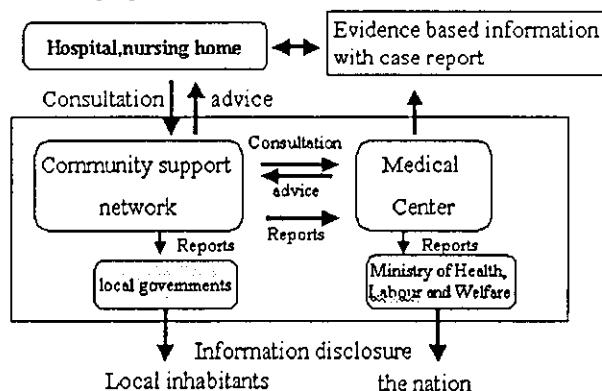 Hospital,nursing home
Evidence based information
with case report
Consultation
advice
Community support
network
Consultation
advice
Reports
Medical
Center
Reports
Reports
local governments
Ministry of Health,
Labour and Welfare
Information disclosure
Local inhabitants
the nation